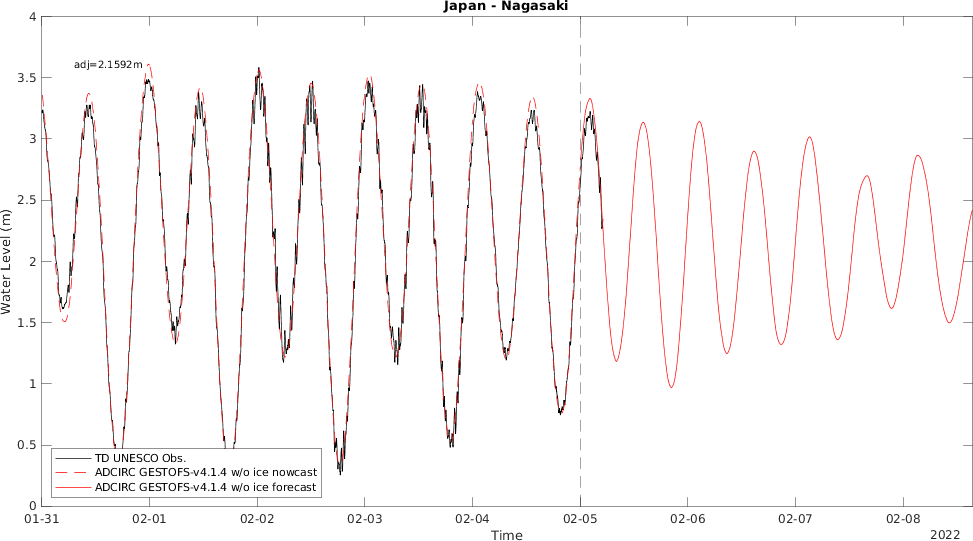 Japan - Nagasaki
4
adj=2.1592m
3.5
3
2.5
2
1.5
1
0.5
0
Water Level (m)
TD UNESCO Obs.
ADCIRC GESTOFS-v4.1.4 w/o ice nowcast
ADCIRC GESTOFS-v4.1.4 w/o ice forecast
01-31 02-01 02-02 02-03 02-04 02-05 02-06 02-07 02-08
Time
2022